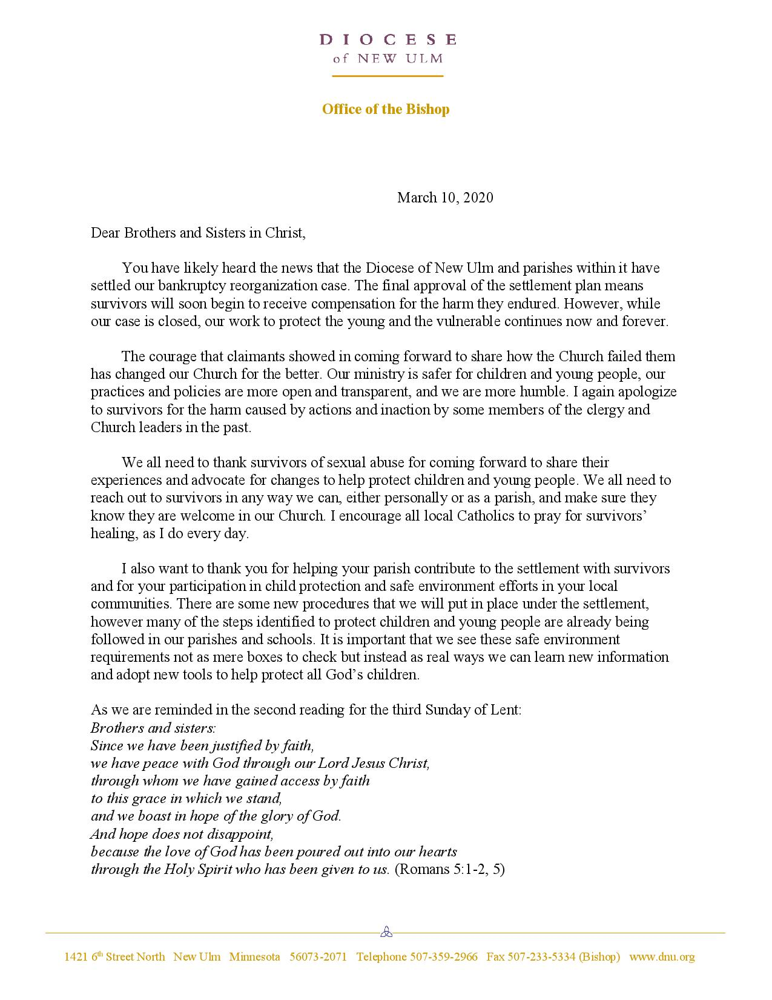 DIOCESE
of NEW ULM
Office of the Bishop
March 10, 2020
Dear Brothers and Sisters in Christ,
You have likely heard the news that the Diocese of New Ulm and parishes within it have
settled our bankruptcy reorganization case. The final approval of the settlement plan means
survivors will soon begin to receive compensation for the harm they endured. However, while
our case is closed, our work to protect the young and the vulnerable continues now and forever.
The courage that claimants showed in coming forward to share how the Church failed them
has changed our Church for the better. Our ministry is safer for children and young people, our
practices and policies are more open and transparent, and we are more humble. I again apologize
to survivors for the harm caused by actions and inaction by some members of the clergy and
Church leaders in the past.
We all need to thank survivors of sexual abuse for coming forward to share their
experiences and advocate for changes to help protect children and young people. We all need to
reach out to survivors in any way we can, either personally or as a parish, and make sure they
know they are welcome in our Church. I encourage all local Catholics to pray for survivors’
healing, as I do every day.
I also want to thank you for helping your parish contribute to the settlement with survivors
and for your participation in child protection and safe environment efforts in your local
communities. There are some new procedures that we will put in place under the settlement,
however many of the steps identified to protect children and young people are already being
followed in our parishes and schools. It is important that we see these safe environment
requirements not as mere boxes to check but instead as real ways we can learn new information
and adopt new tools to help protect all God’s children.
As we are reminded in the second reading for the third Sunday of Lent:
Brothers and sisters:
Since we have been justified by faith,
we have peace with God through our Lord Jesus Christ,
through whom we have gained access by faith
to this grace in which we stand,
and we boast in hope of the glory of God.
And hope does not disappoint,
because the love of God has been poured out into our hearts
through the Holy Spirit who has been given to us. (Romans 5:1-2, 5)
1421 6th Street North New Ulm Minnesota 56073-2071 Telephone 507-359-2966 Fax 507-233-5334 (Bishop) www.dnu.org